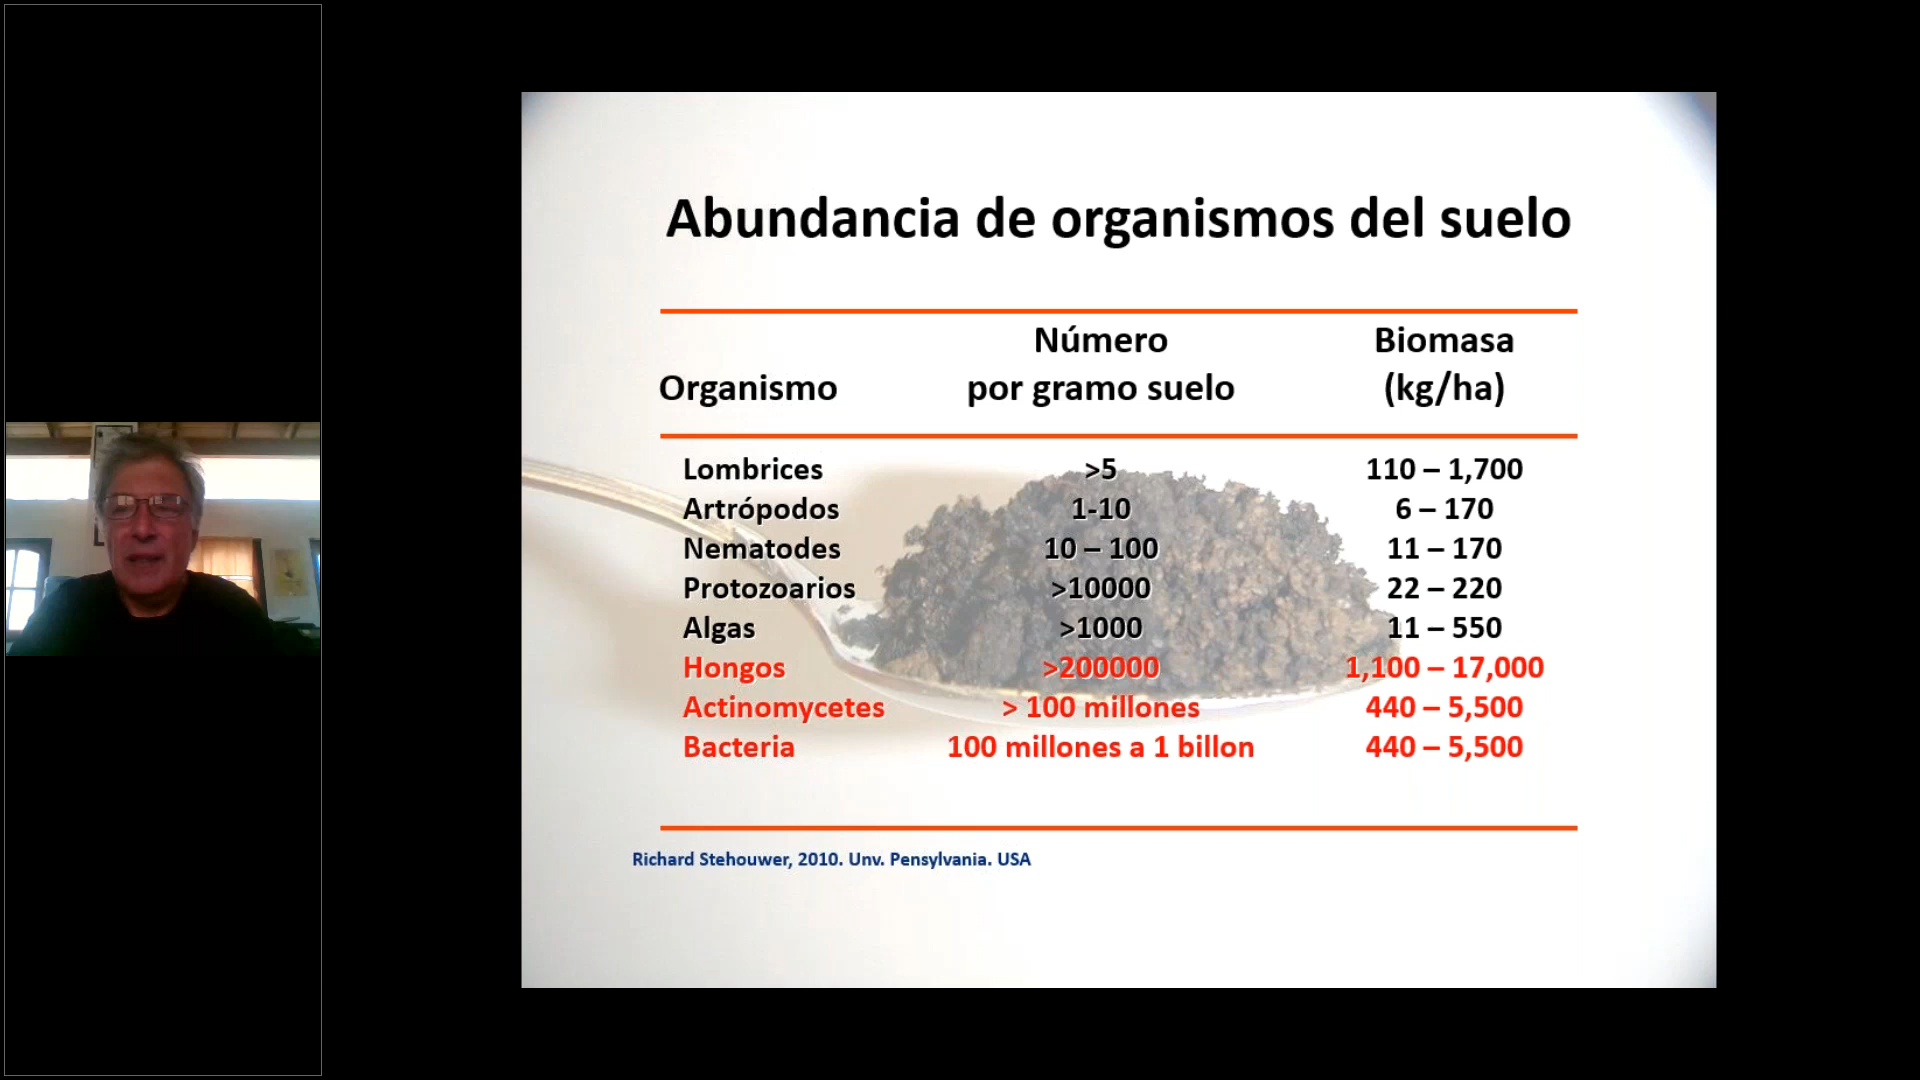 Abundancia de organismos del suelo
Número
Biomasa
Organismo
por gramo suelo
(kg/ha)
Lombrices >5 110 – 1,700
Artrópodos 1-10 6 – 170
Nematodes 10 – 100 11 – 170
Protozoarios >10000 22 – 220
Algas >1000 11 – 550
Hongos >200000 1,100 – 17,000
Actinomycetes > 100 millones 440 – 5,500
Bacteria 100 millones a 1 billon 440 – 5,500
Richard Stehouwer, 2010. Unv. Pensylvania. USA